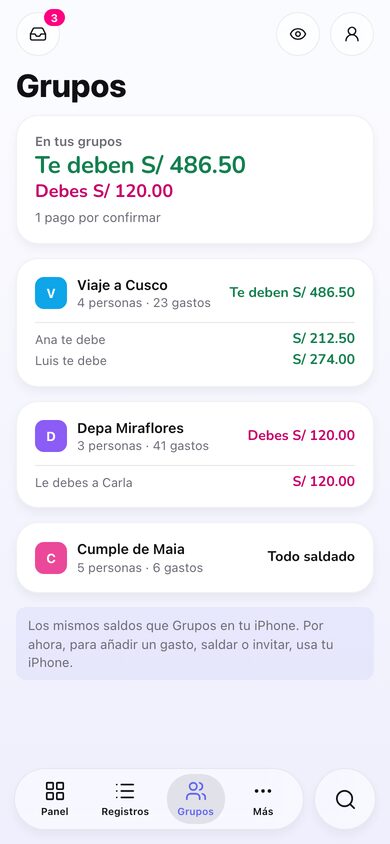 3
Grupos
En tus grupos
Te deben S/ 486.50
Debes S/ 120.00
1 pago por confirmar
V
Viaje a Cusco
4 personas · 23 gastos
Te deben S/ 486.50
Ana te debe
S/ 212.50
Luis te debe
S/ 274.00
D
Depa Miraflores
3 personas · 41 gastos
Debes S/ 120.00
Le debes a Carla
S/ 120.00
C
Cumple de Maia
5 personas · 6 gastos
Todo saldado
Los mismos saldos que Grupos en tu iPhone. Por
ahora, para añadir un gasto, saldar o invitar, usa tu
iPhone.
Panel
Registros
Grupos
Más